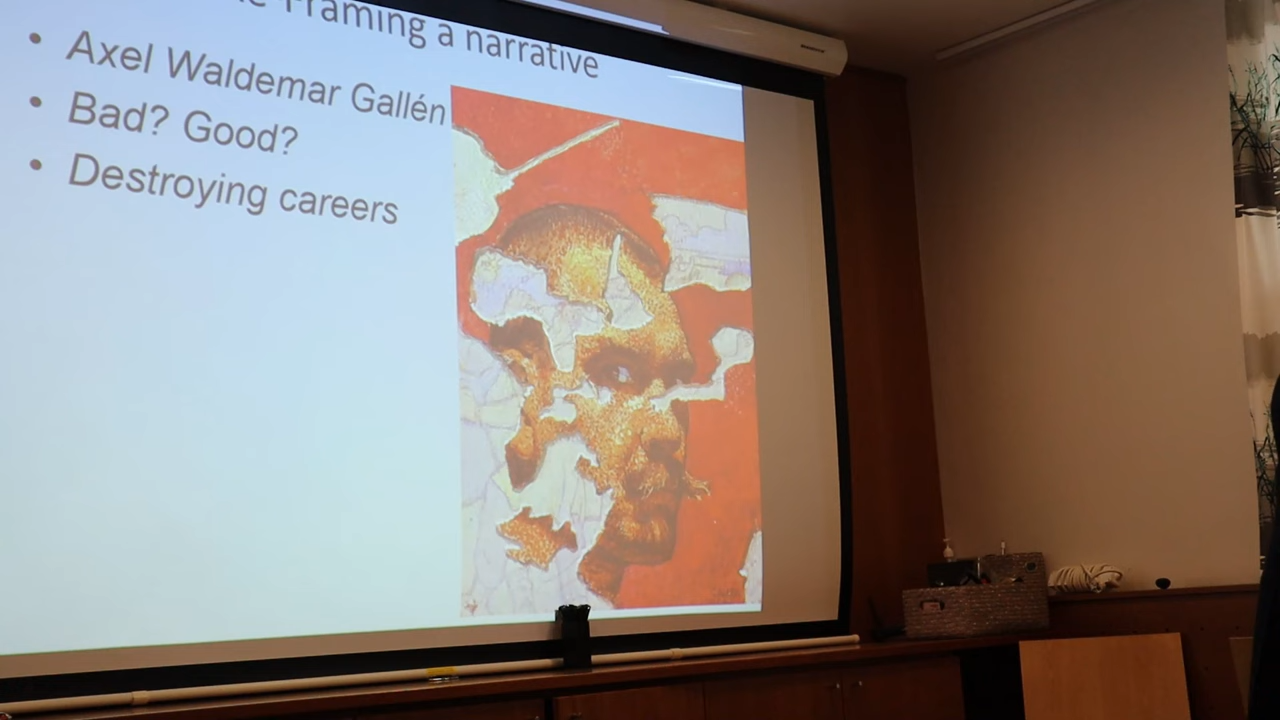 Framing a narrative
• Axel Waldemar Gallén
• Bad? Good?
• Destroying careers